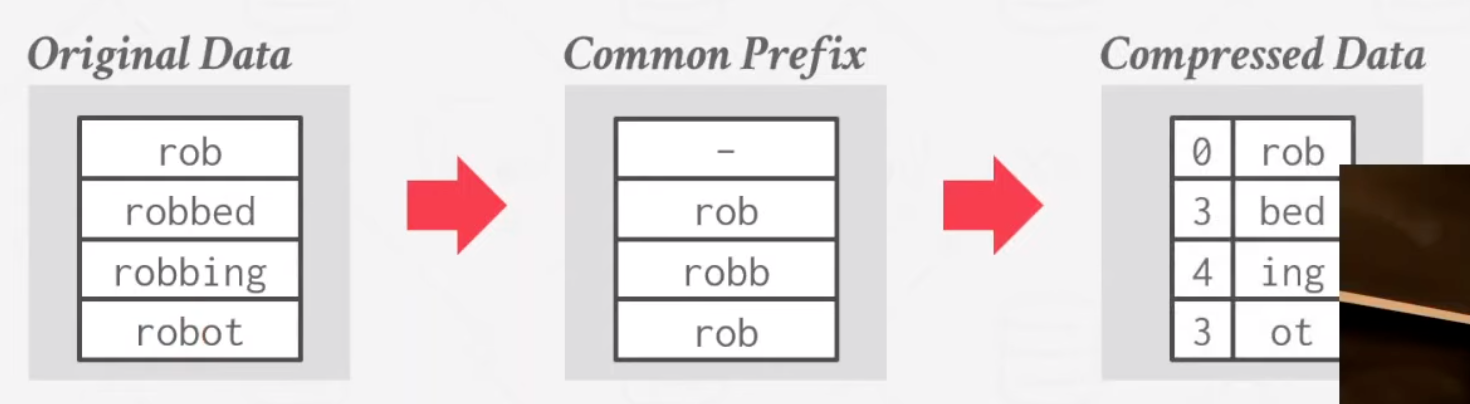 Original Data
rob
robbed
robbing
robot
Common Prefix
–
rob
robb
rob
Compressed Data
0 rob
3 bed
4 ing
3 ot